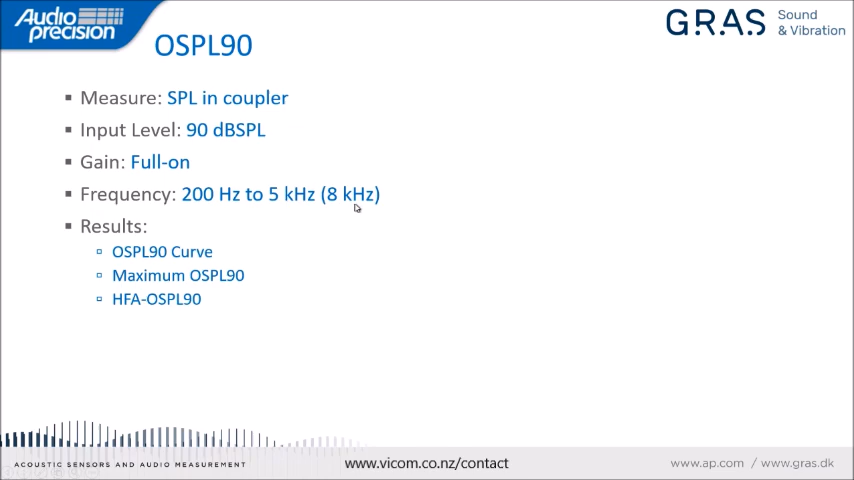 Audio
precision
GRAS Sound
& Vibration
OSPL90
▪ Measure: SPL in coupler
▪ Input Level: 90 dBSPL
▪ Gain: Full-on
▪ Frequency: 200 Hz to 5 kHz (8 kHz)
▪ Results:
▫ OSPL90 Curve
▫ Maximum OSPL90
▫ HFA-OSPL90
ACOUSTIC SENSORS AND AUDIO MEASUREMENT
www.vicom.co.nz/contact
www.ap.com / www.gras.dk